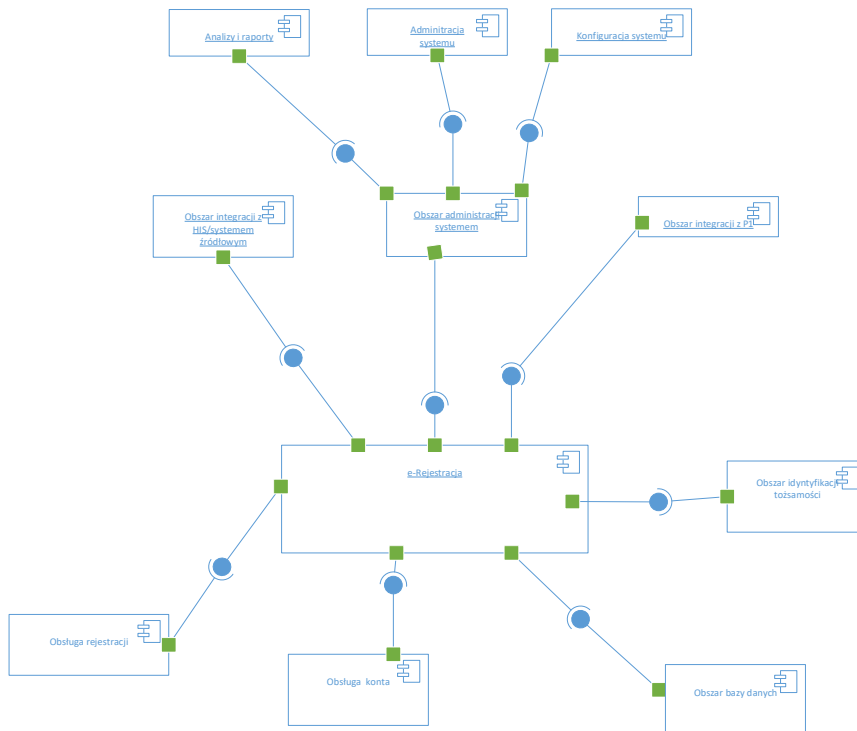 Analizy i raporty
Adminitracja
systemu
Konfiguracja systemu
Obszar integracji z
HIS/systemem
źródłowym
Obszar administracji
systemem
Obszar integracji z P1
e-Rejestracja
Obszar idyntyfikacji
tożsamości
Obsługa rejestracji
Obsługa konta
Obszar bazy danych